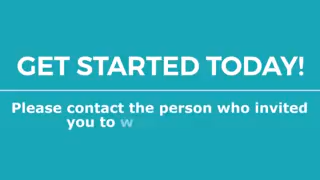 GET STARTED TODAY!
Please contact the person who invited
you to w